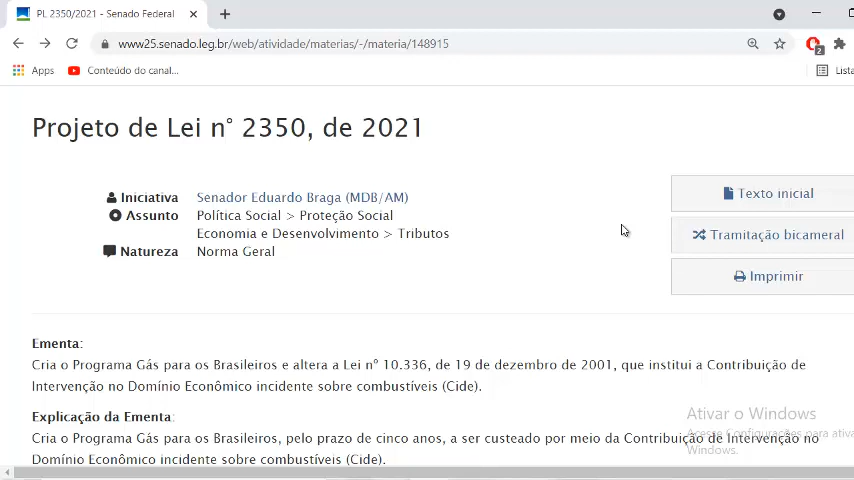 PL 2350/2021 - Senado Federal
www25.senado.leg.br/web/atividade/materias/-/materia/148915
2
Apps
Conteúdo do canal...
Lista
Projeto de Lei n° 2350, de 2021
Iniciativa Senador Eduardo Braga (MDB/AM)
Assunto Política Social > Proteção Social
Economia e Desenvolvimento > Tributos
Natureza Norma Geral
Texto inicial
Tramitação bicameral
Imprimir
Ementa:
Cria o Programa Gás para os Brasileiros e altera a Lei nº 10.336, de 19 de dezembro de 2001, que institui a Contribuição de
Intervenção no Domínio Econômico incidente sobre combustíveis (Cide).
Explicação da Ementa:
Cria o Programa Gás para os Brasileiros, pelo prazo de cinco anos, a ser custeado por meio da Contribuição de Intervenção no
Domínio Econômico incidente sobre combustíveis (Cide).
Ativar o Windows
Acesse Configurações para ativa
Windows.